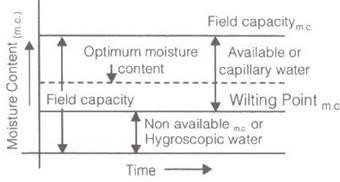 Field capacity m.c.
Optimum moisture
content
Available or
capillary water
Field capacity
Wilting Point m.c
Non available m.c. or
Hygroscopic water
Moisture Content (m.c.)
Time